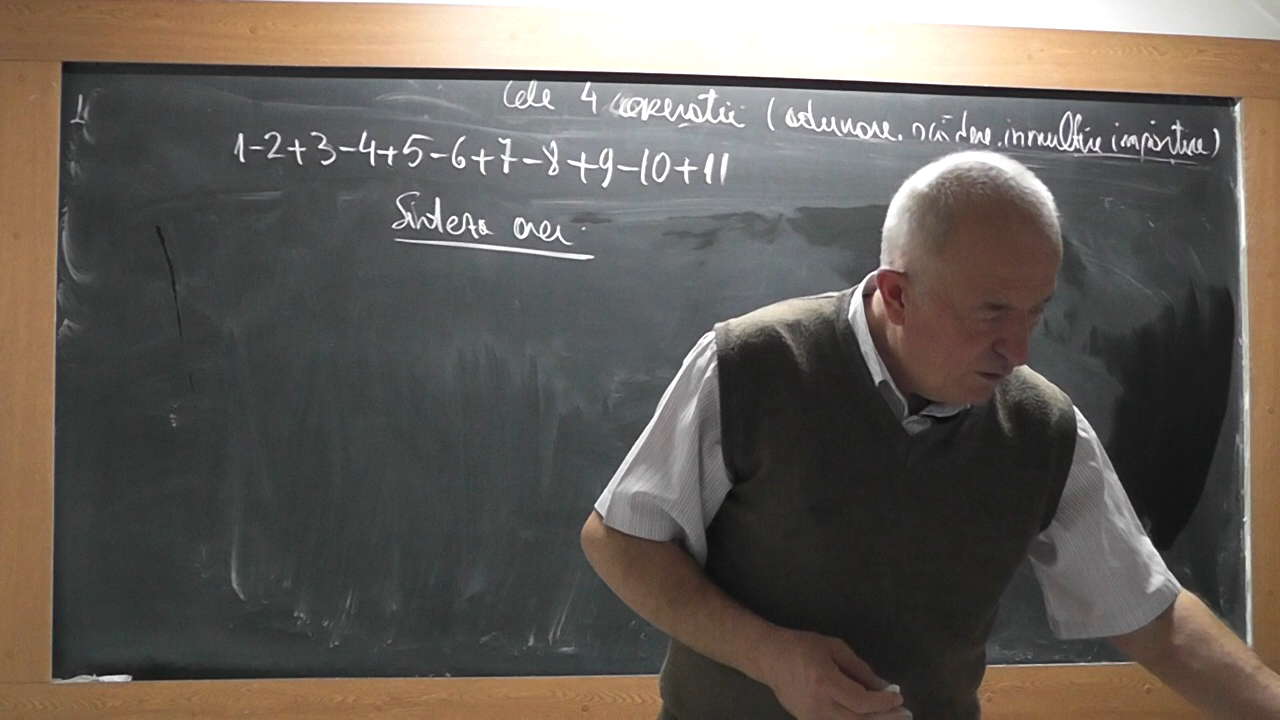 Cele 4 operatii (adunare, scădere, inmultire impartire)
1-2+3-4+5-6+7-8+9-10+11
Sinteza orei